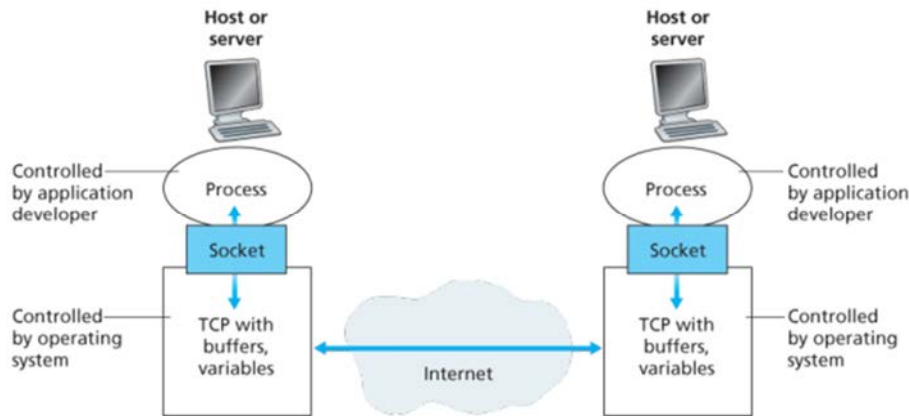 Host or
server
Host or
server
Controlled
by application
developer
Process
Process
Controlled
by application
developer
Socket
Socket
Controlled
by operating
system
TCP with
buffers,
variables
Internet
TCP with
buffers,
variables
Controlled
by operating
system